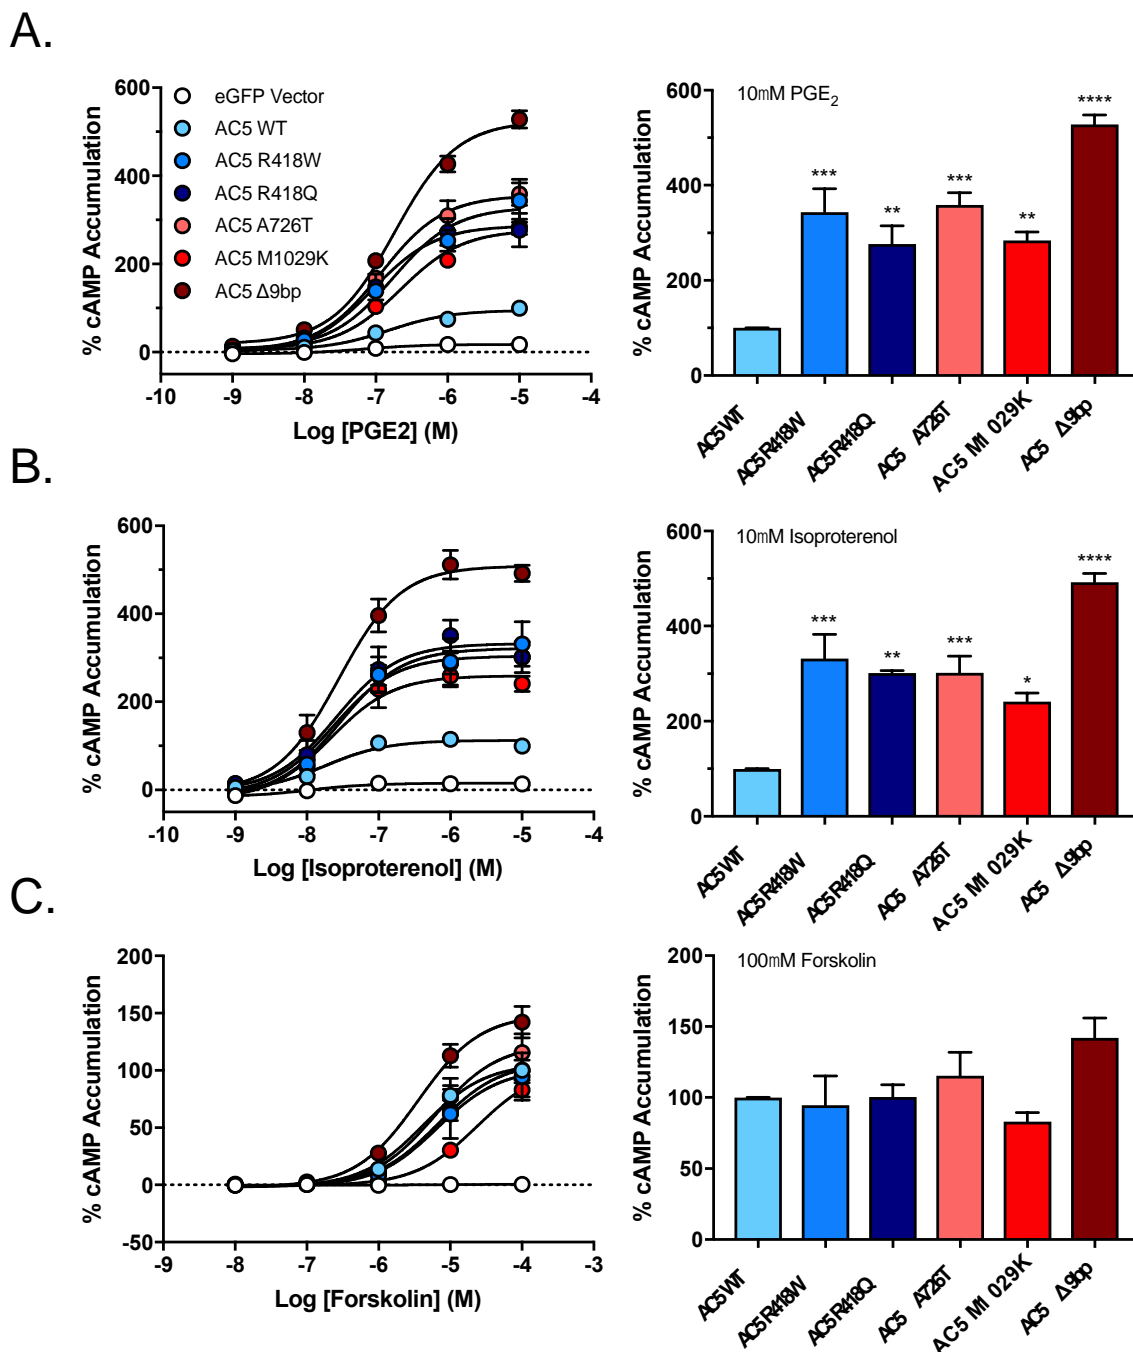 A.
% cAMP Accumulation
600
400
200
0
-10 -9 -8 -7 -6 -5 -4
Log [PGE2] (M)
eGFP Vector
AC5 WT
AC5 R418W
AC5 R418Q
AC5 A726T
AC5 M1029K
AC5 Δ9bp
% cAMP Accumulation
600
400
200
0
10mM PGE2
***
**
***
**
****
AC5 WT
AC5 R418W
AC5 R418Q
AC5 A726T
AC5 M1029K
AC5 Δ9bp
B.
% cAMP Accumulation
600
400
200
0
-10 -9 -8 -7 -6 -5 -4
Log [Isoproterenol] (M)
% cAMP Accumulation
600
400
200
0
10mM Isoproterenol
***
**
***
*
****
AC5 WT
AC5 R418W
AC5 R418Q
AC5 A726T
AC5 M1029K
AC5 Δ9bp
C.
% cAMP Accumulation
200
150
100
50
0
-50
-9 -8 -7 -6 -5 -4 -3
Log [Forskolin] (M)
% cAMP Accumulation
200
150
100
50
0
100mM Forskolin
AC5 WT
AC5 R418W
AC5 R418Q
AC5 A726T
AC5 M1029K
AC5 Δ9bp